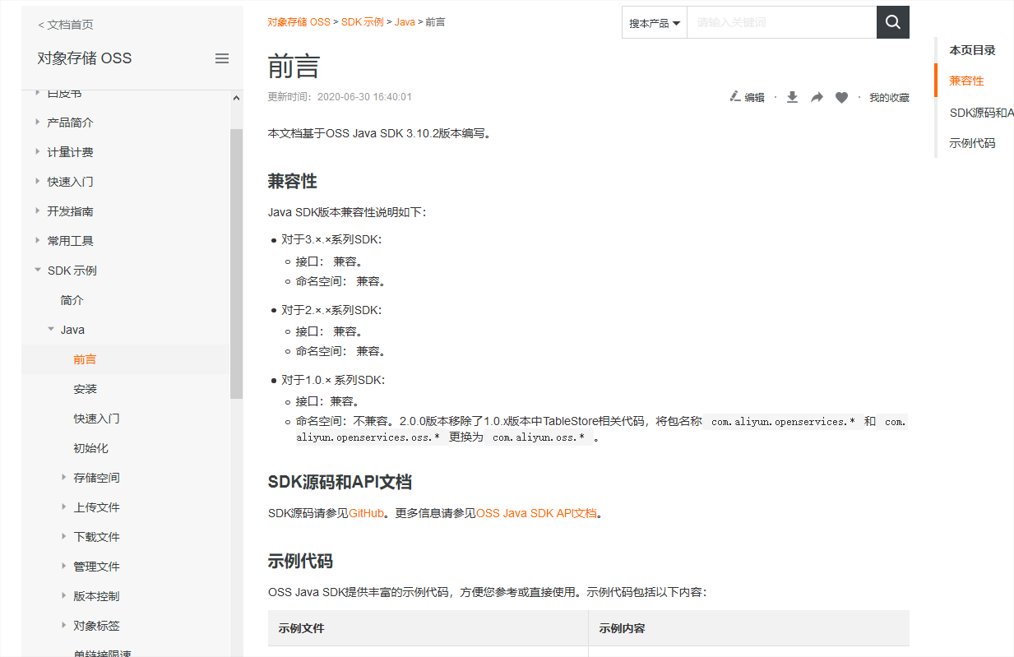 < 文档首页
对象存储 OSS
白皮书
产品简介
计量计费
快速入门
开发指南
常用工具
SDK 示例
简介
Java
前言
安装
快速入门
初始化
存储空间
上传文件
下载文件
管理文件
版本控制
对象标签
单链接限速
对象存储 OSS > SDK 示例 > Java > 前言
搜本产品
请输入关键词
前言
更新时间：2020-06-30 16:40:01
编辑 · · 我的收藏
本文档基于OSS Java SDK 3.10.2版本编写。
兼容性
Java SDK版本兼容性说明如下：
• 对于3.×.×系列SDK：
○ 接口： 兼容。
○ 命名空间： 兼容。
• 对于2.×.×系列SDK：
○ 接口： 兼容。
○ 命名空间： 兼容。
• 对于1.0.× 系列SDK：
○ 接口：兼容。
○ 命名空间：不兼容。2.0.0版本移除了1.0.x版本中TableStore相关代码，将包名称 com.aliyun.openservices.* 和 com.
aliyun.openservices.oss.* 更换为 com.aliyun.oss.* 。
SDK源码和API文档
SDK源码请参见GitHub。更多信息请参见OSS Java SDK API文档。
示例代码
OSS Java SDK提供丰富的示例代码，方便您参考或直接使用。示例代码包括以下内容：
示例文件 示例内容
本页目录
兼容性
SDK源码和A
示例代码